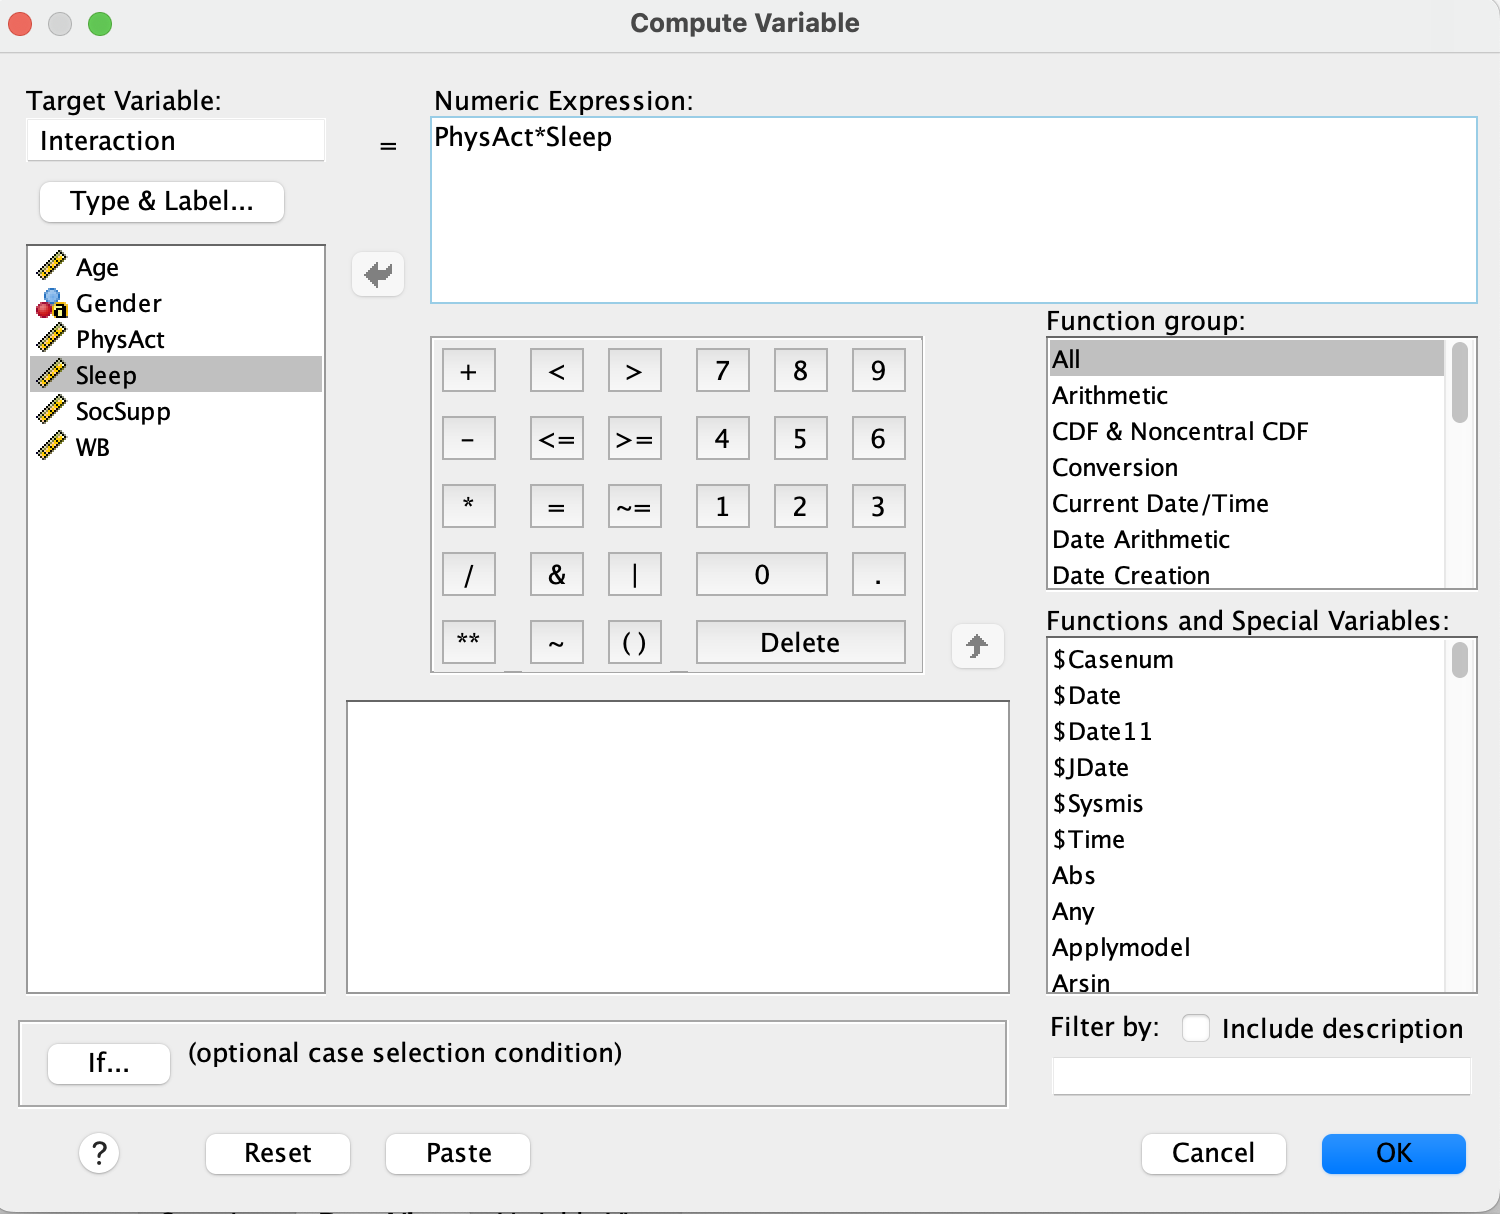 Compute Variable
Target Variable:
Interaction
=
Numeric Expression:
PhysAct*Sleep
Type & Label...
Age
Gender
PhysAct
Sleep
SocSupp
WB
+ < > 7 8 9
- <= >= 4 5 6
* = ~= 1 2 3
/ & | 0 .
** ~ () Delete
Function group:
All
Arithmetic
CDF & Noncentral CDF
Conversion
Current Date/Time
Date Arithmetic
Date Creation
Functions and Special Variables:
$Casenum
$Date
$Date11
$JDate
$Sysmis
$Time
Abs
Any
Applymodel
Arsin
If...
(optional case selection condition)
Filter by:
Include description
?
Reset
Paste
Cancel
OK